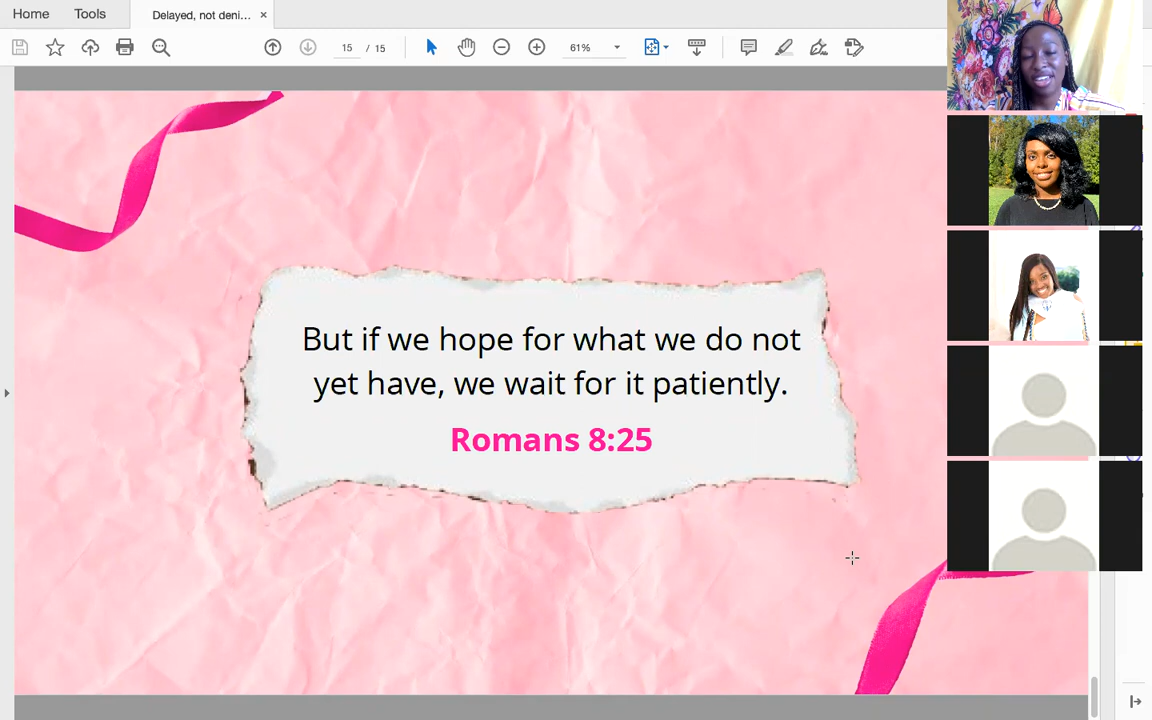 Home Tools Delayed, not deni... ×
15 / 15 61%
But if we hope for what we do not
yet have, we wait for it patiently.
Romans 8:25